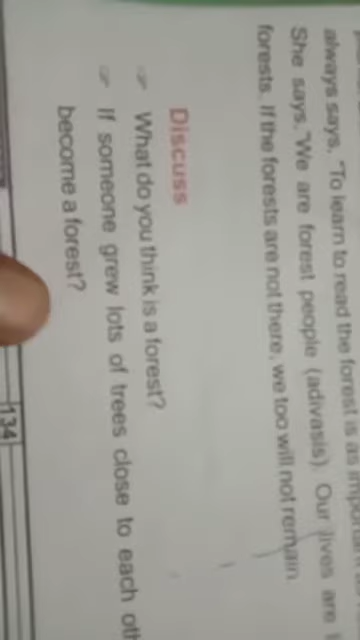 always says, "To learn to read the forest is as
She says, "We are forest people (adivasis). Our lives are
forests. If the forests are not there, we too will not remain.
Discuss
☞ What do you think is a forest?
☞ If someone grew lots of trees close to each
become a forest?
134